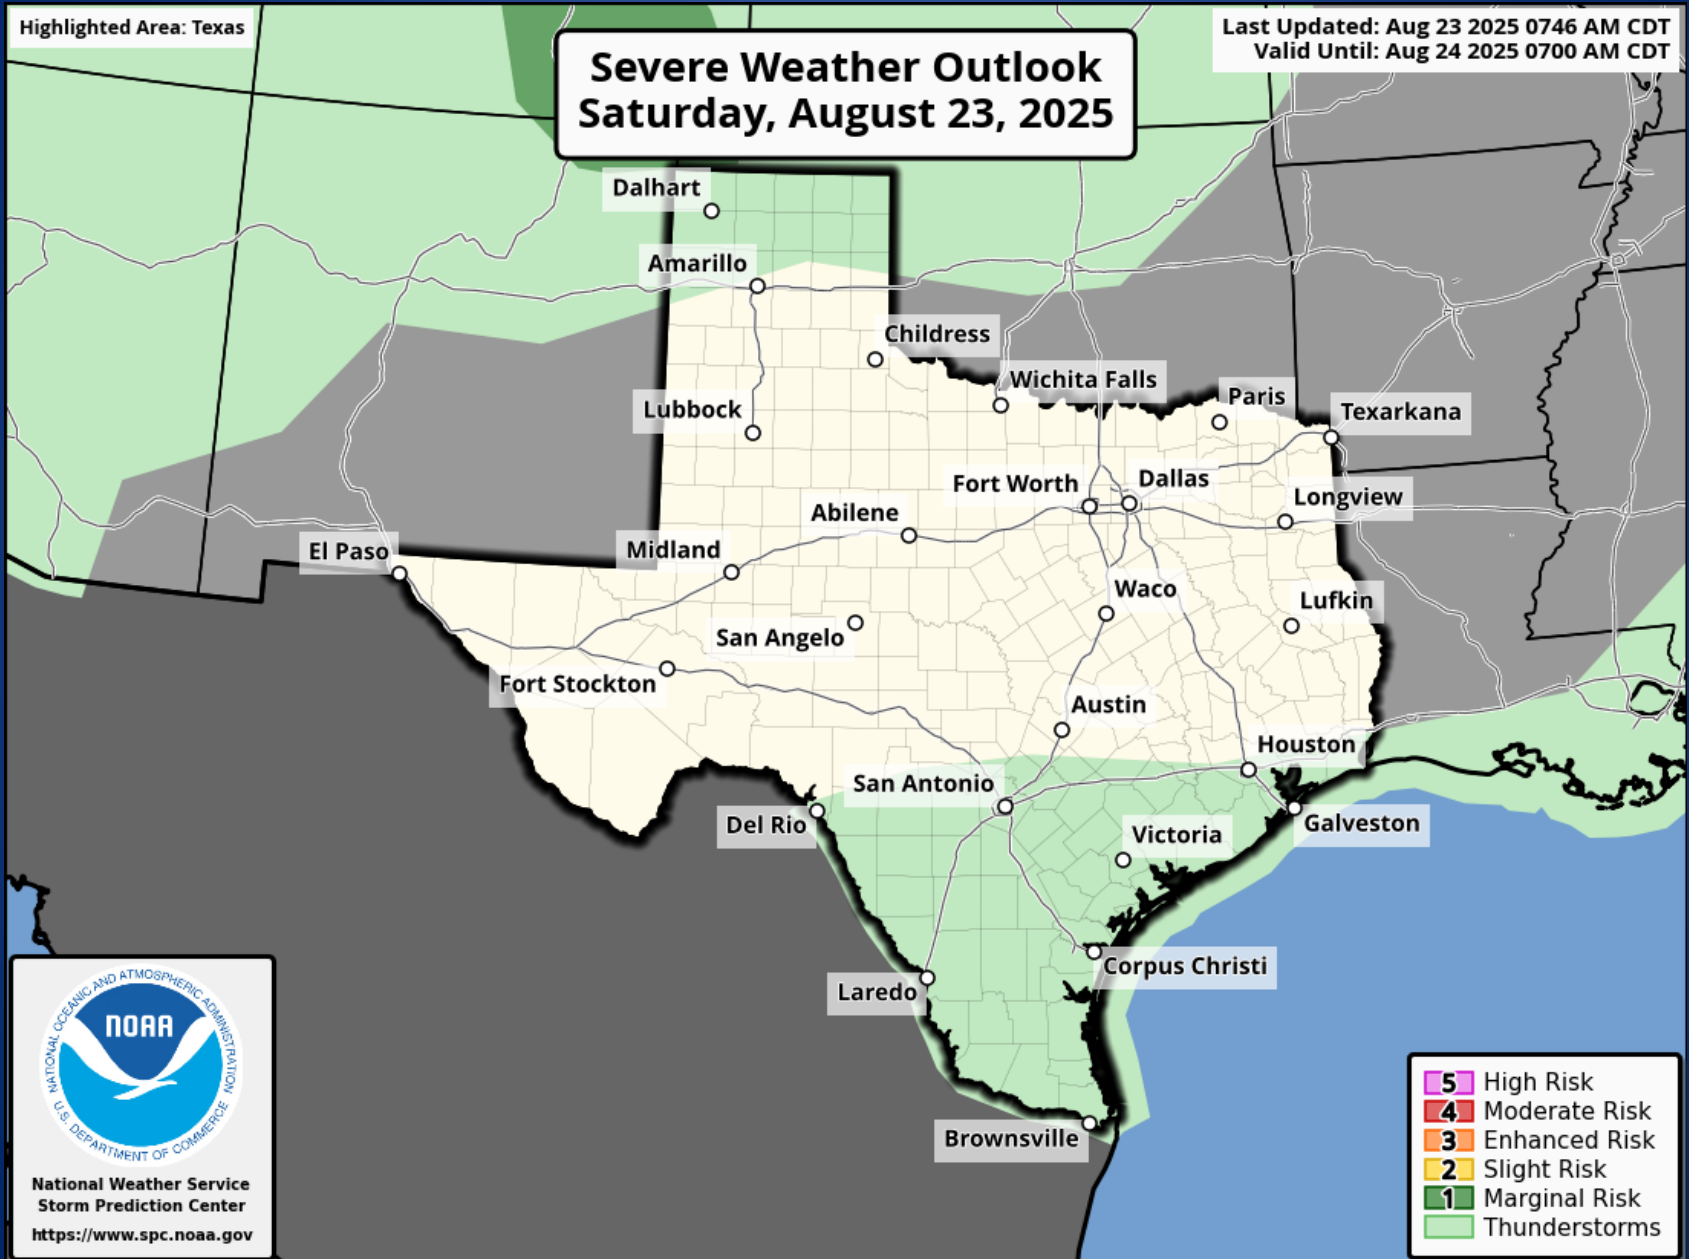 Highlighted Area: Texas
Last Updated: Aug 23 2025 0746 AM CDT
Valid Until: Aug 24 2025 0700 AM CDT
Severe Weather Outlook
Saturday, August 23, 2025
Dalhart
Amarillo
Childress
Wichita Falls
Paris
Lubbock
Texarkana
Fort Worth
Dallas
Longview
Abilene
El Paso
Midland
Waco
Lufkin
San Angelo
Fort Stockton
Austin
Houston
San Antonio
Del Rio
Galveston
Victoria
Corpus Christi
Laredo
Brownsville
NATIONAL OCEANIC AND ATMOSPHERIC ADMINISTRATION
NOAA
U.S. DEPARTMENT OF COMMERCE
National Weather Service
Storm Prediction Center
https://www.spc.noaa.gov
5 High Risk
4 Moderate Risk
3 Enhanced Risk
2 Slight Risk
1 Marginal Risk
Thunderstorms